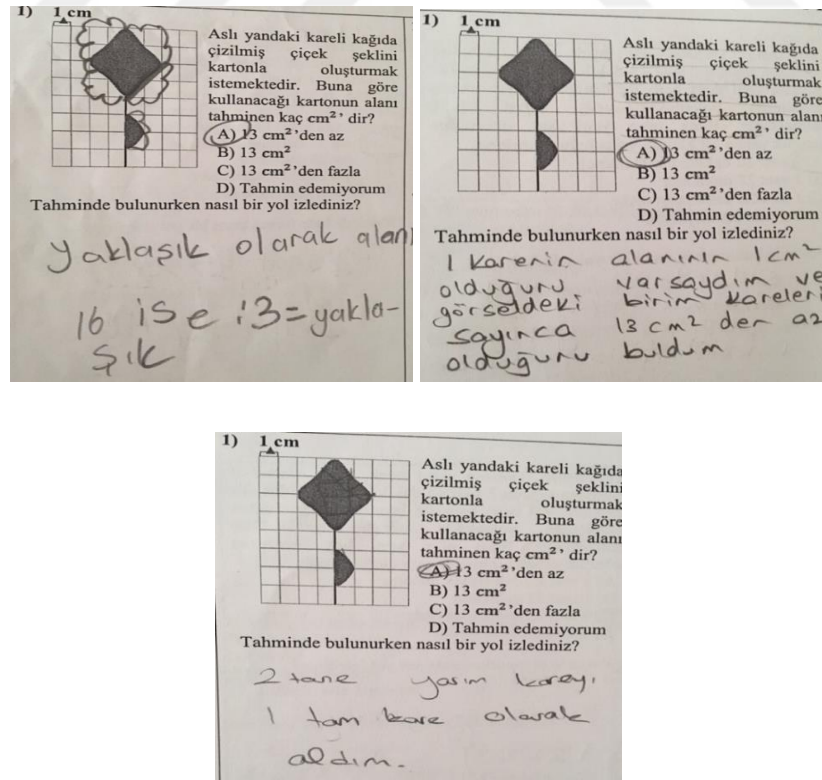 1) 1 cm
Aslı yandaki kareli kağıda
çizilmiş çiçek şeklini
kartonla oluşturmak
istemektedir. Buna göre
kullanacağı kartonun alanı
tahminen kaç cm²' dir?
A) 13 cm²'den az
B) 13 cm²
C) 13 cm²'den fazla
D) Tahmin edemiyorum
Tahminde bulunurken nasıl bir yol izlediniz?
Yaklaşık olarak alanı
16 ise 13=yakla-
şık
1) 1 cm
Aslı yandaki kareli kağıda
çizilmiş çiçek şeklini
kartonla oluşturmak
istemektedir. Buna göre
kullanacağı kartonun alanı
tahminen kaç cm²' dir?
A) 13 cm²'den az
B) 13 cm²
C) 13 cm²'den fazla
D) Tahmin edemiyorum
Tahminde bulunurken nasıl bir yol izlediniz?
1 karenin alanının 1cm²
olduğunu varsaydım ve
görseldeki birim kareleri
sayınca 13 cm² den az
olduğunu buldum
1) 1 cm
Aslı yandaki kareli kağıda
çizilmiş çiçek şeklini
kartonla oluşturmak
istemektedir. Buna göre
kullanacağı kartonun alanı
tahminen kaç cm²' dir?
A) 13 cm²'den az
B) 13 cm²
C) 13 cm²'den fazla
D) Tahmin edemiyorum
Tahminde bulunurken nasıl bir yol izlediniz?
2 tane yarım kareyi
1 tam kare olarak
aldım.